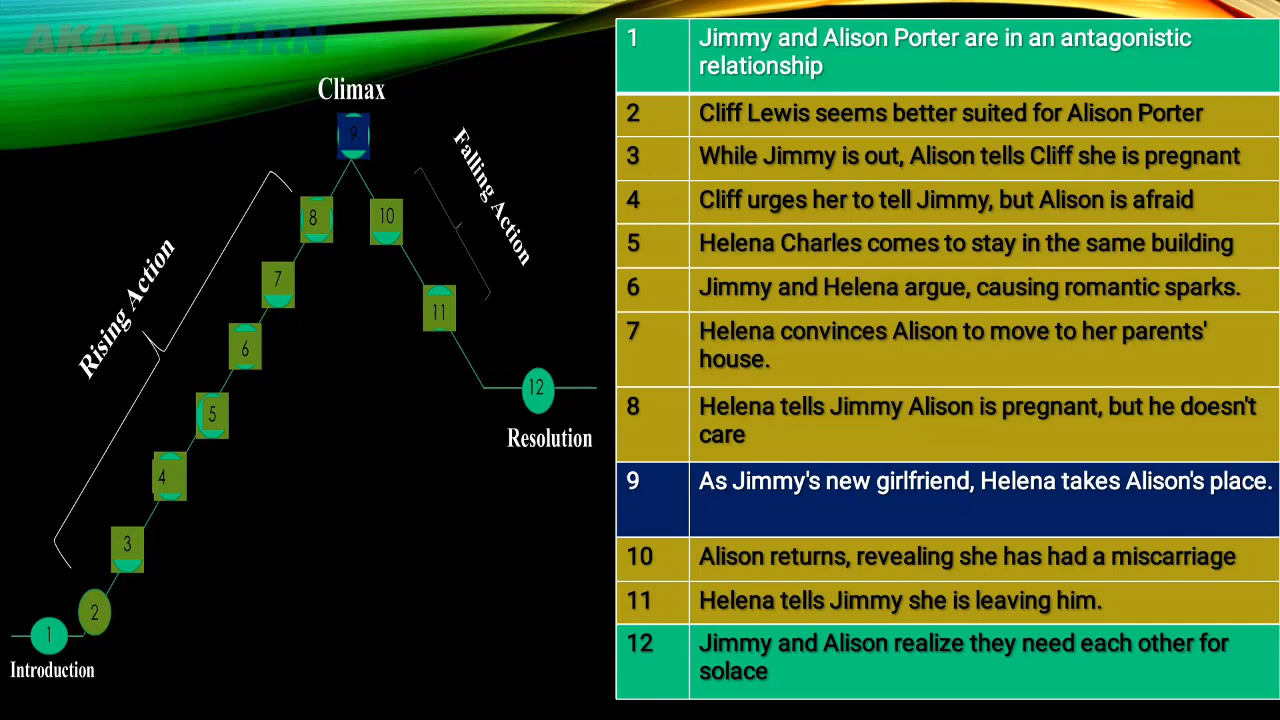 AKADALEARN
Climax
9
Falling Action
Rising Action
8
10
7
11
6
12
5
Resolution
4
3
2
1
Introduction
1 Jimmy and Alison Porter are in an antagonistic
relationship
2 Cliff Lewis seems better suited for Alison Porter
3 While Jimmy is out, Alison tells Cliff she is pregnant
4 Cliff urges her to tell Jimmy, but Alison is afraid
5 Helena Charles comes to stay in the same building
6 Jimmy and Helena argue, causing romantic sparks.
7 Helena convinces Alison to move to her parents'
house.
8 Helena tells Jimmy Alison is pregnant, but he doesn't
care
9 As Jimmy's new girlfriend, Helena takes Alison's place.
10 Alison returns, revealing she has had a miscarriage
11 Helena tells Jimmy she is leaving him.
12 Jimmy and Alison realize they need each other for
solace